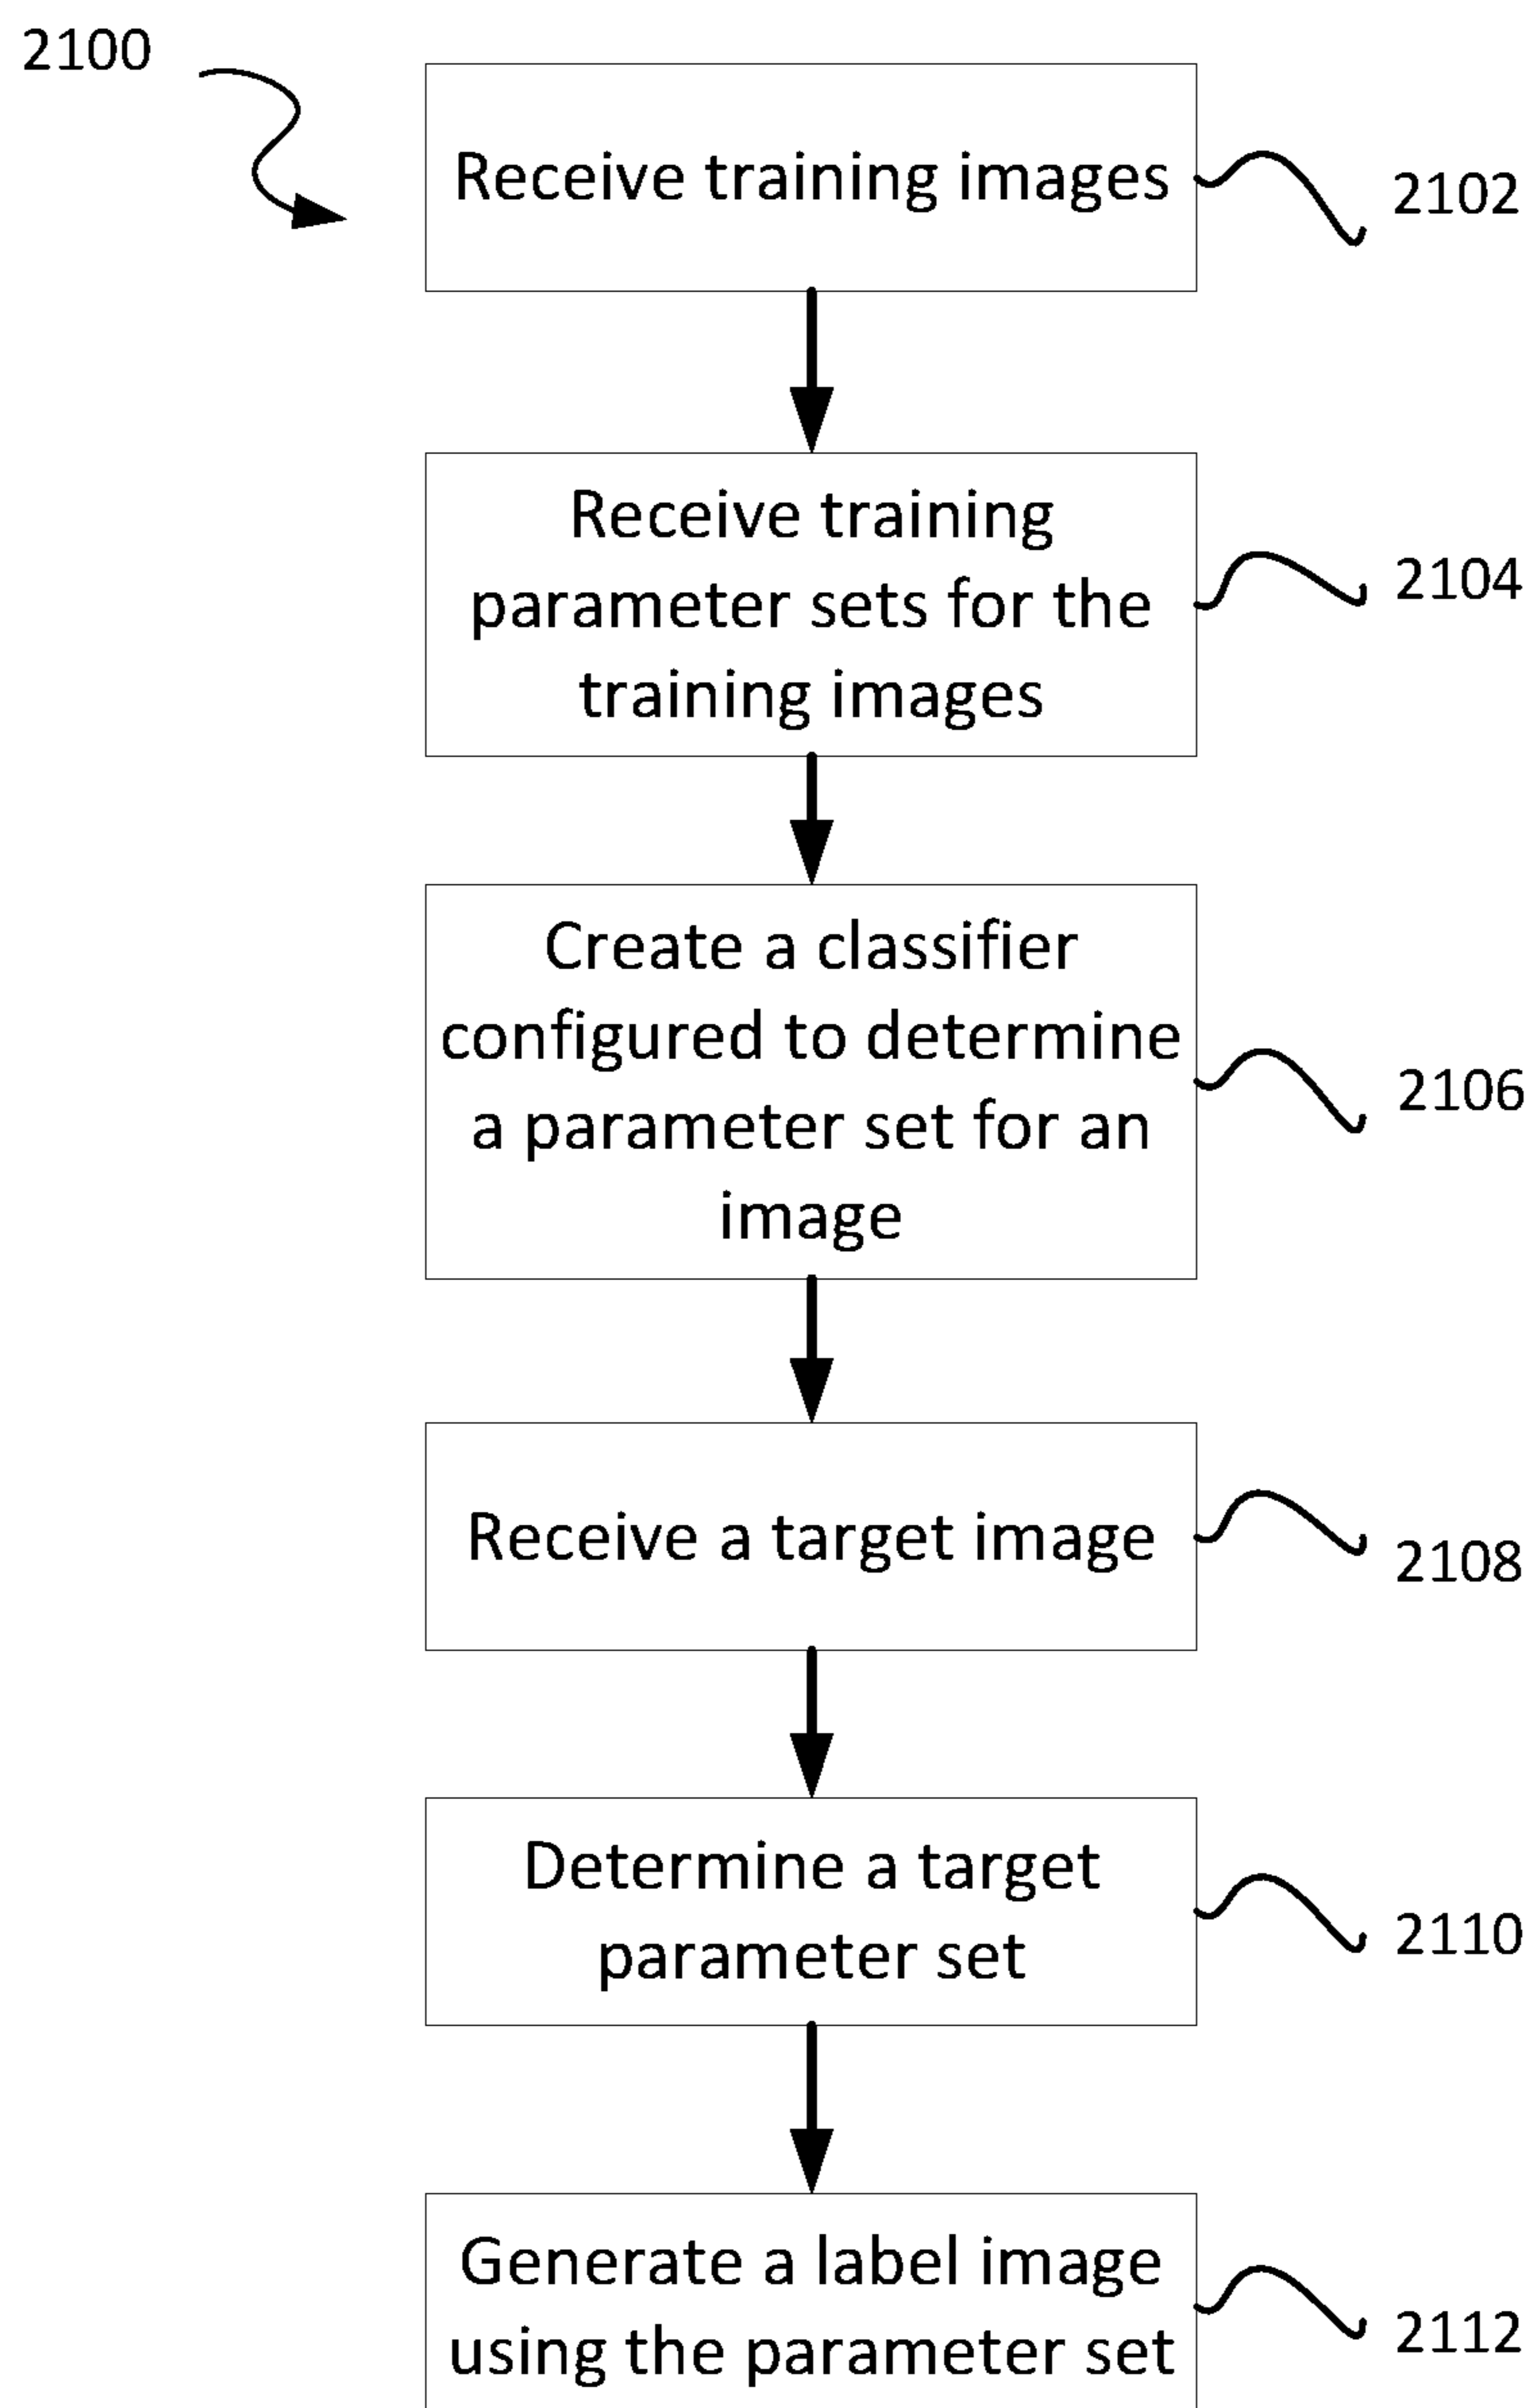 2100
Receive training images
2102
Receive training
parameter sets for the
training images
2104
Create a classifier
configured to determine
a parameter set for an
image
2106
Receive a target image
2108
Determine a target
parameter set
2110
Generate a label image
using the parameter set
2112